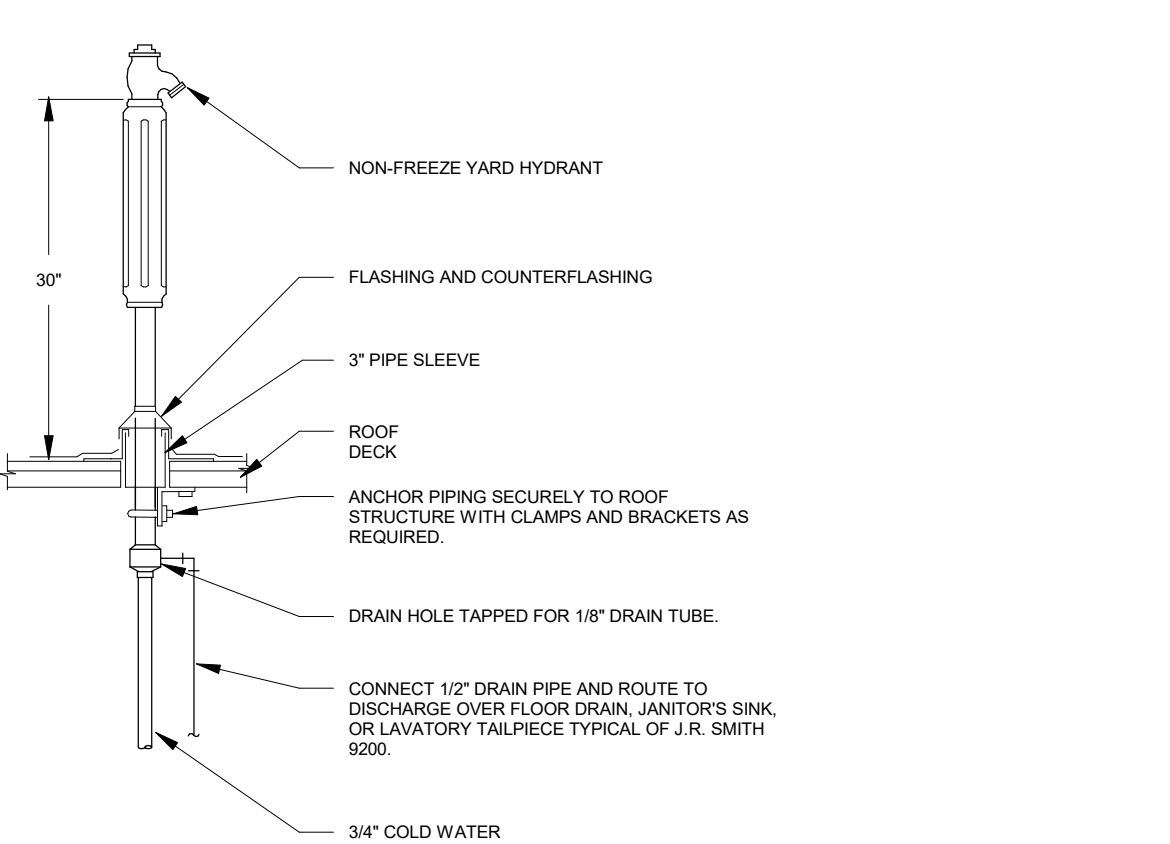 NON-FREEZE YARD HYDRANT
30"
FLASHING AND COUNTERFLASHING
3" PIPE SLEEVE
ROOF
DECK
ANCHOR PIPING SECURELY TO ROOF
STRUCTURE WITH CLAMPS AND BRACKETS AS
REQUIRED.
DRAIN HOLE TAPPED FOR 1/8" DRAIN TUBE.
CONNECT 1/2" DRAIN PIPE AND ROUTE TO
DISCHARGE OVER FLOOR DRAIN, JANITOR'S SINK,
OR LAVATORY TAILPIECE TYPICAL OF J.R. SMITH
9200.
3/4" COLD WATER